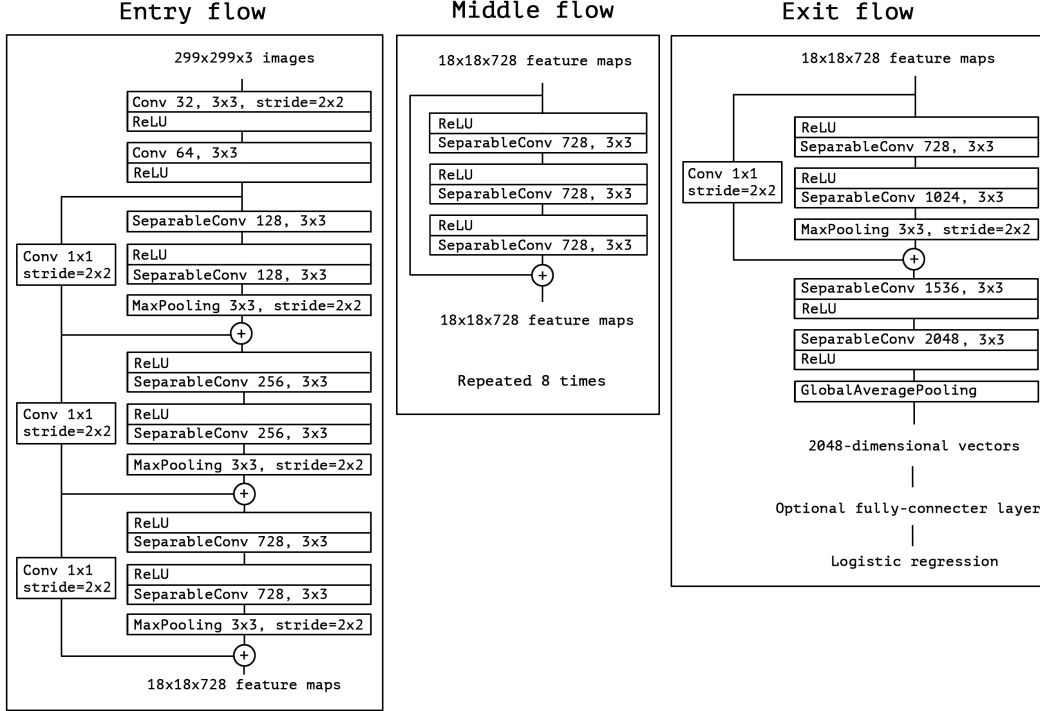 Entry flow
299x299x3 images
Conv 32, 3x3, stride=2x2
ReLU
Conv 64, 3x3
ReLU
SeparableConv 128, 3x3
Conv 1x1
stride=2x2
ReLU
SeparableConv 128, 3x3
MaxPooling 3x3, stride=2x2
+
ReLU
SeparableConv 256, 3x3
Conv 1x1
stride=2x2
ReLU
SeparableConv 256, 3x3
MaxPooling 3x3, stride=2x2
+
ReLU
SeparableConv 728, 3x3
Conv 1x1
stride=2x2
ReLU
SeparableConv 728, 3x3
MaxPooling 3x3, stride=2x2
+
18x18x728 feature maps
Middle flow
18x18x728 feature maps
ReLU
SeparableConv 728, 3x3
ReLU
SeparableConv 728, 3x3
ReLU
SeparableConv 728, 3x3
+
18x18x728 feature maps
Repeated 8 times
Exit flow
18x18x728 feature maps
ReLU
SeparableConv 728, 3x3
Conv 1x1
stride=2x2
ReLU
SeparableConv 1024, 3x3
MaxPooling 3x3, stride=2x2
+
SeparableConv 1536, 3x3
ReLU
SeparableConv 2048, 3x3
ReLU
GlobalAveragePooling
2048-dimensional vectors
Optional fully-connecter layer
Logistic regression